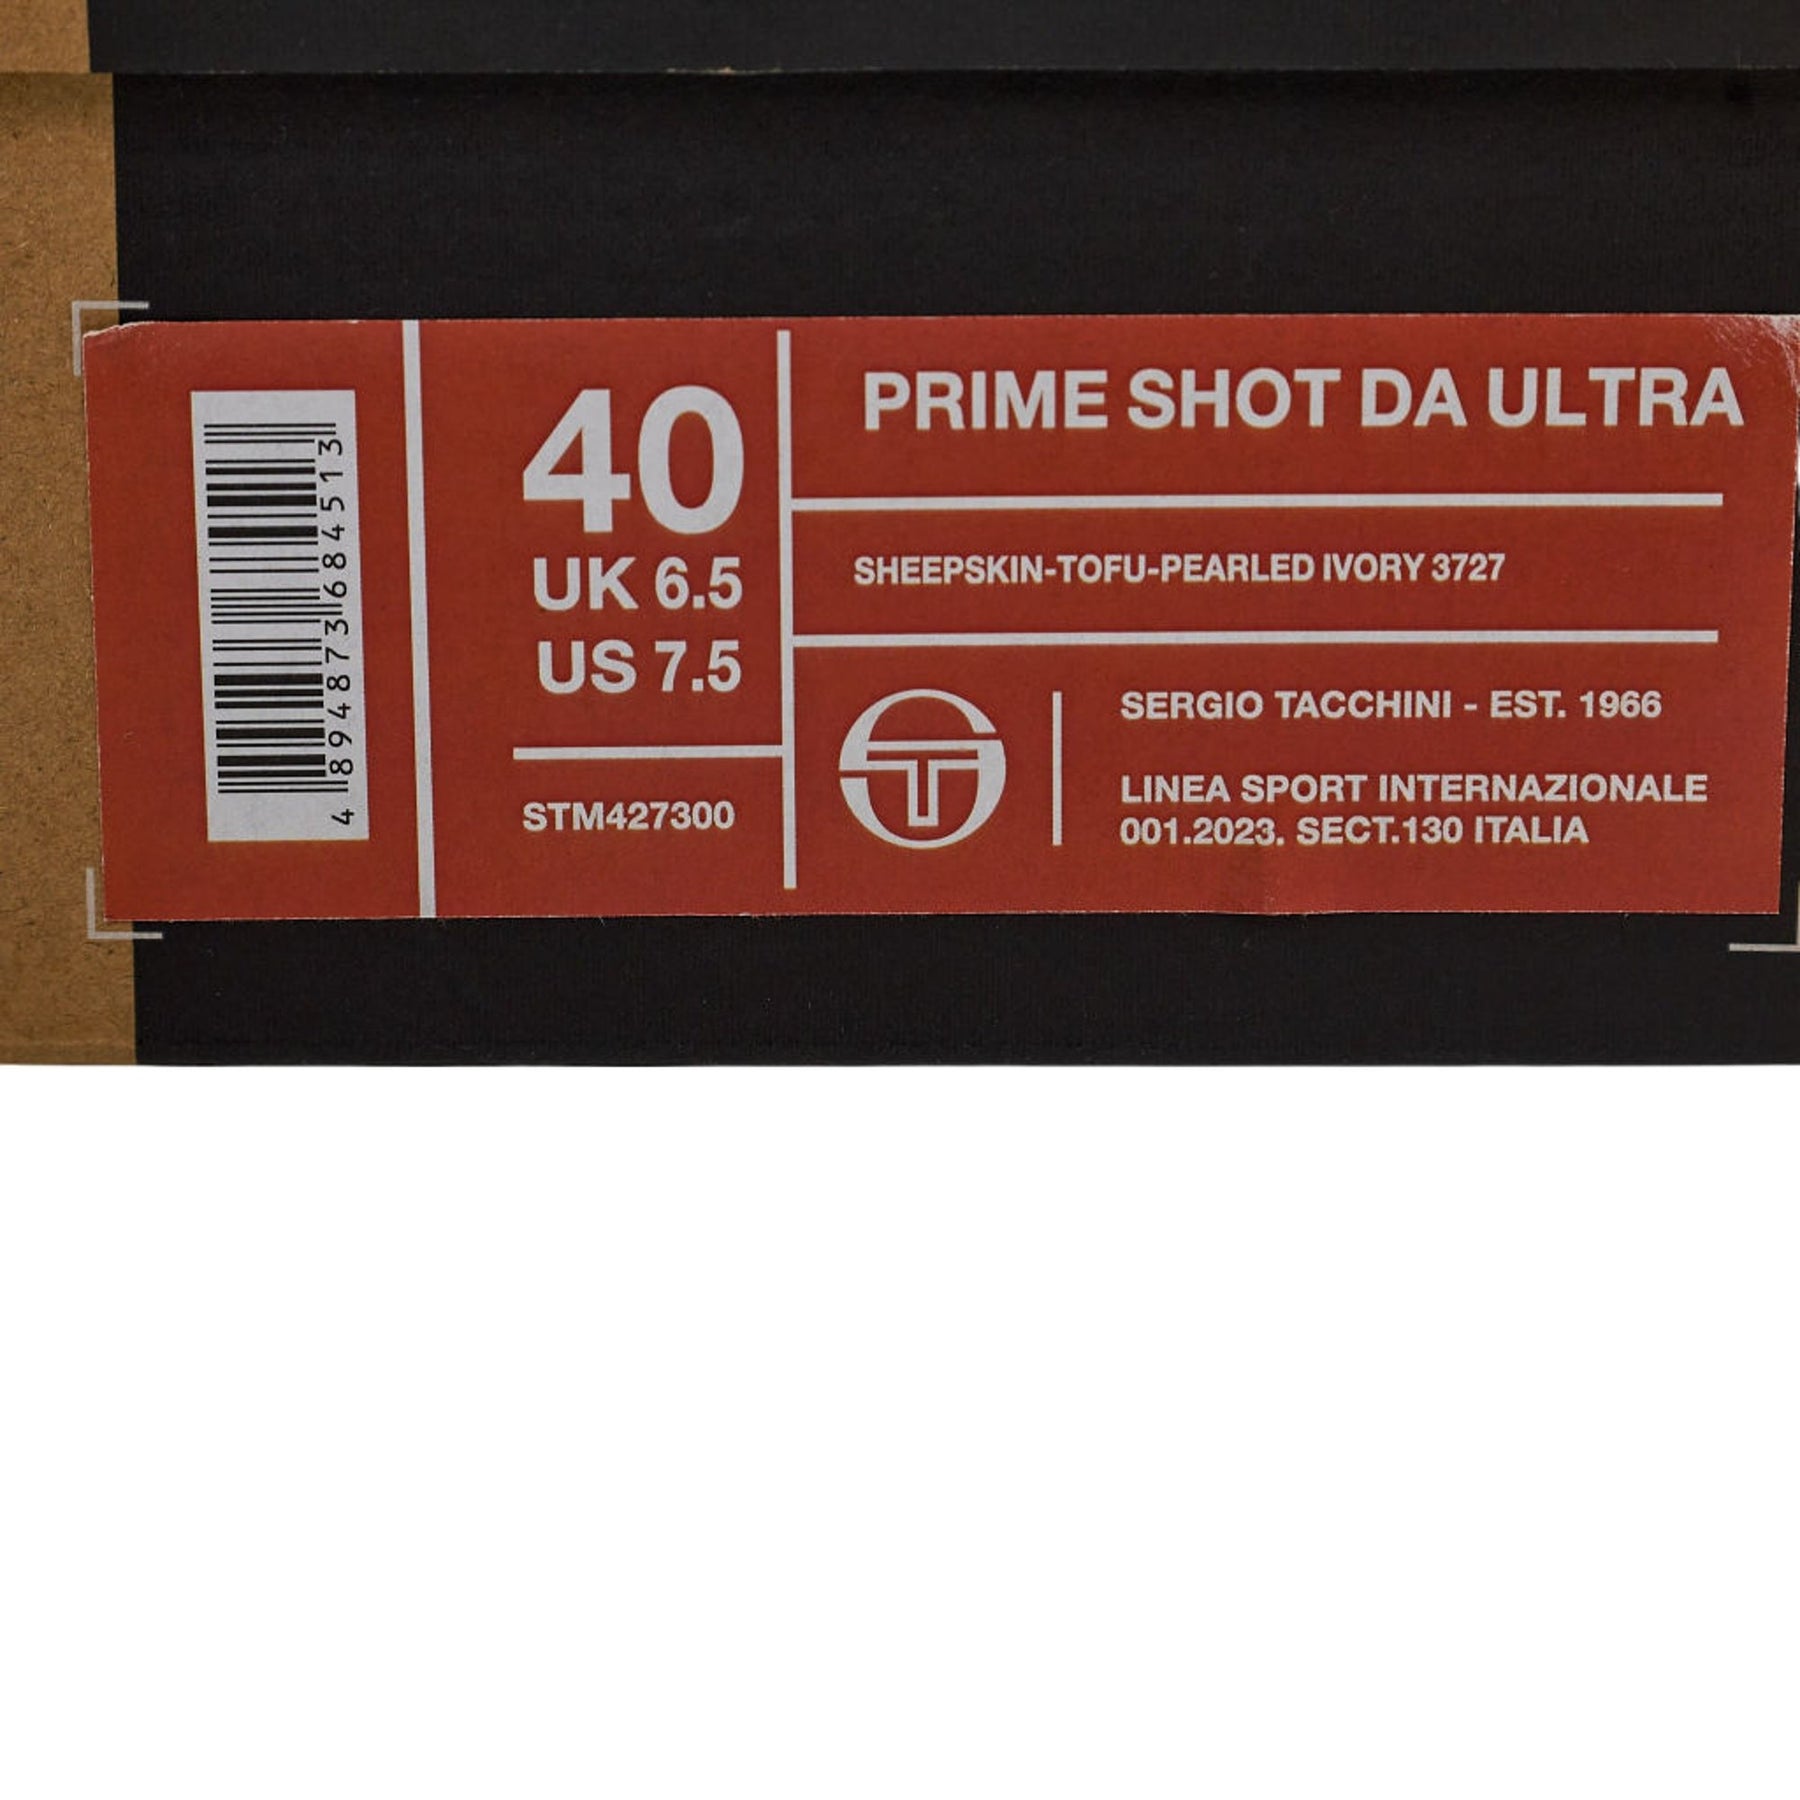 4 894873 684513
40
UK 6.5
US 7.5
STM427300
PRIME SHOT DA ULTRA
SHEEPSKIN-TOFU-PEARLED IVORY 3727
SERGIO TACCHINI - EST. 1966
LINEA SPORT INTERNAZIONALE
001.2023. SECT.130 ITALIA